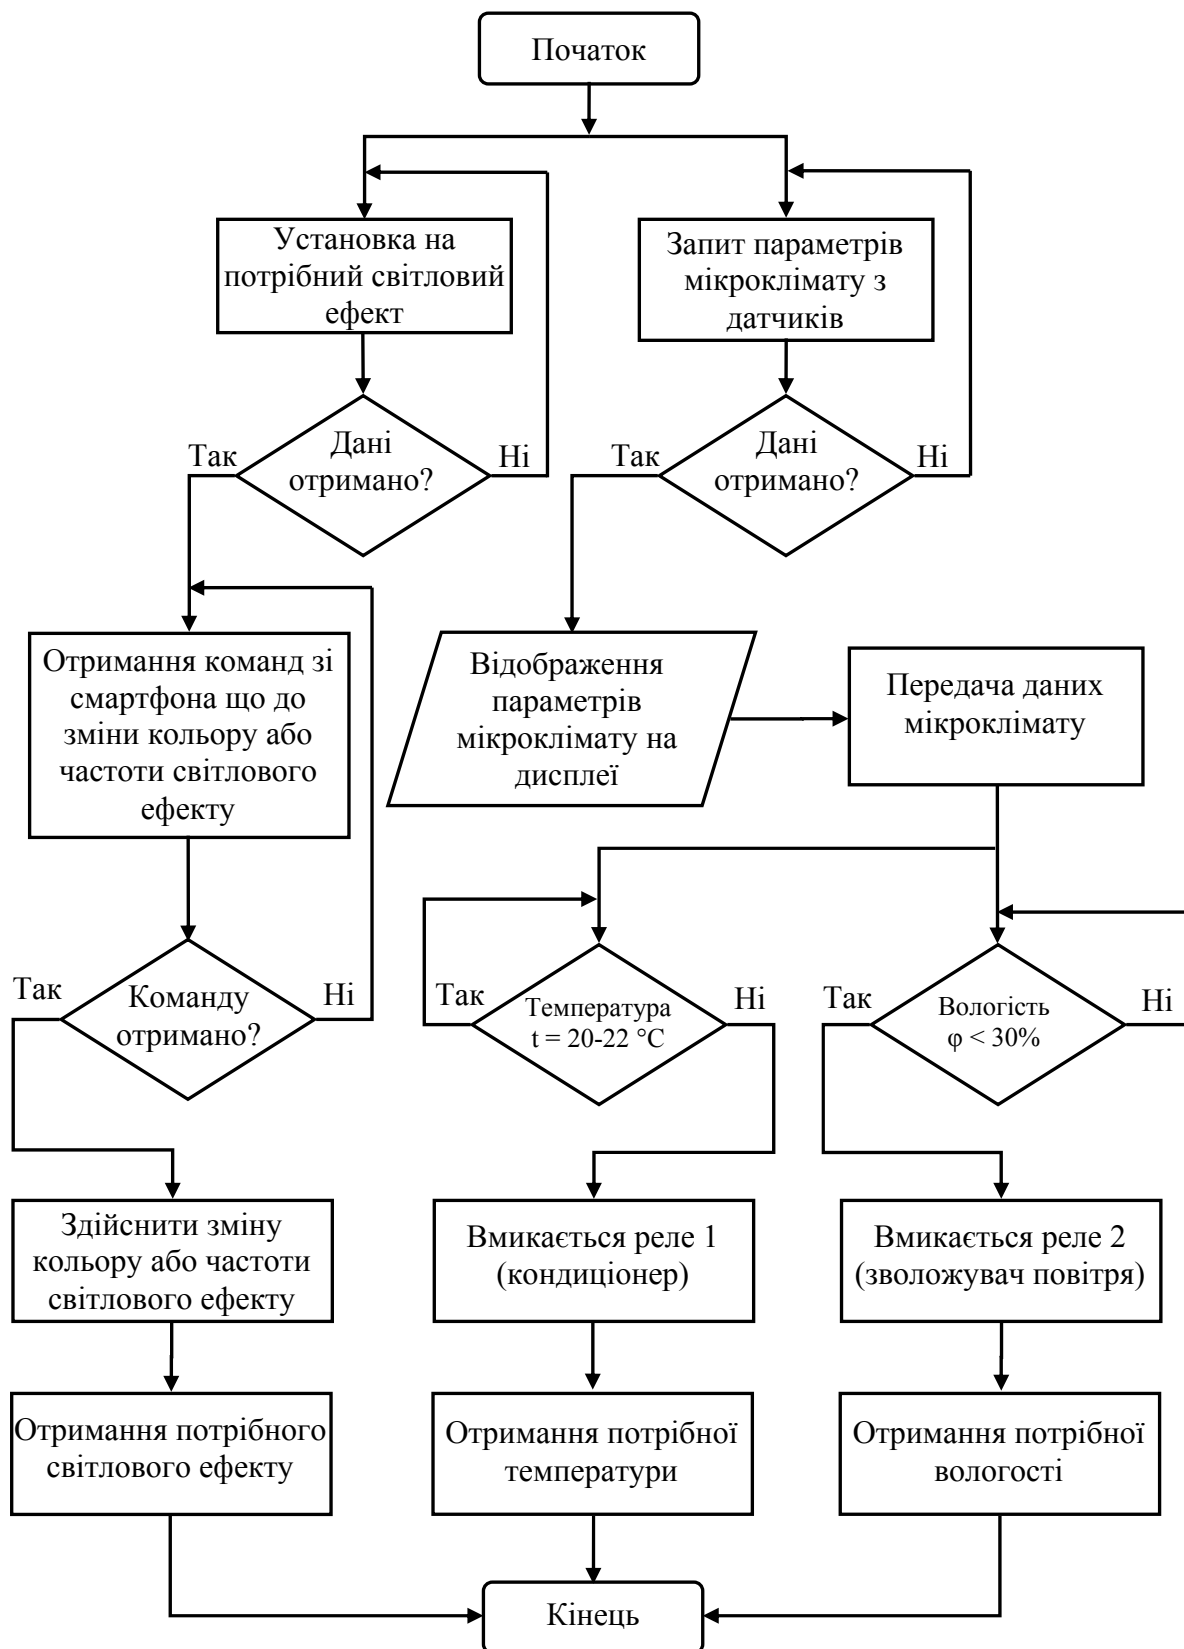 Початок
Установка на
потрібний світловий
ефект
Запит параметрів
мікроклімату з
датчиків
Так
Дані
отримано?
Ні
Так
Дані
отримано?
Ні
Отримання команд зі
смартфона що до
зміни кольору або
частоти світлового
ефекту
Відображення
параметрів
мікроклімату на
дисплеї
Передача даних
мікроклімату
Так
Команду
отримано?
Ні
Так
Температура
t = 20-22 °C
Ні
Так
Вологість
φ < 30%
Ні
Здійснити зміну
кольору або частоти
світлового ефекту
Вмикається реле 1
(кондиціонер)
Вмикається реле 2
(зволожувач повітря)
Отримання потрібного
світлового ефекту
Отримання потрібної
температури
Отримання потрібної
вологості
Кінець